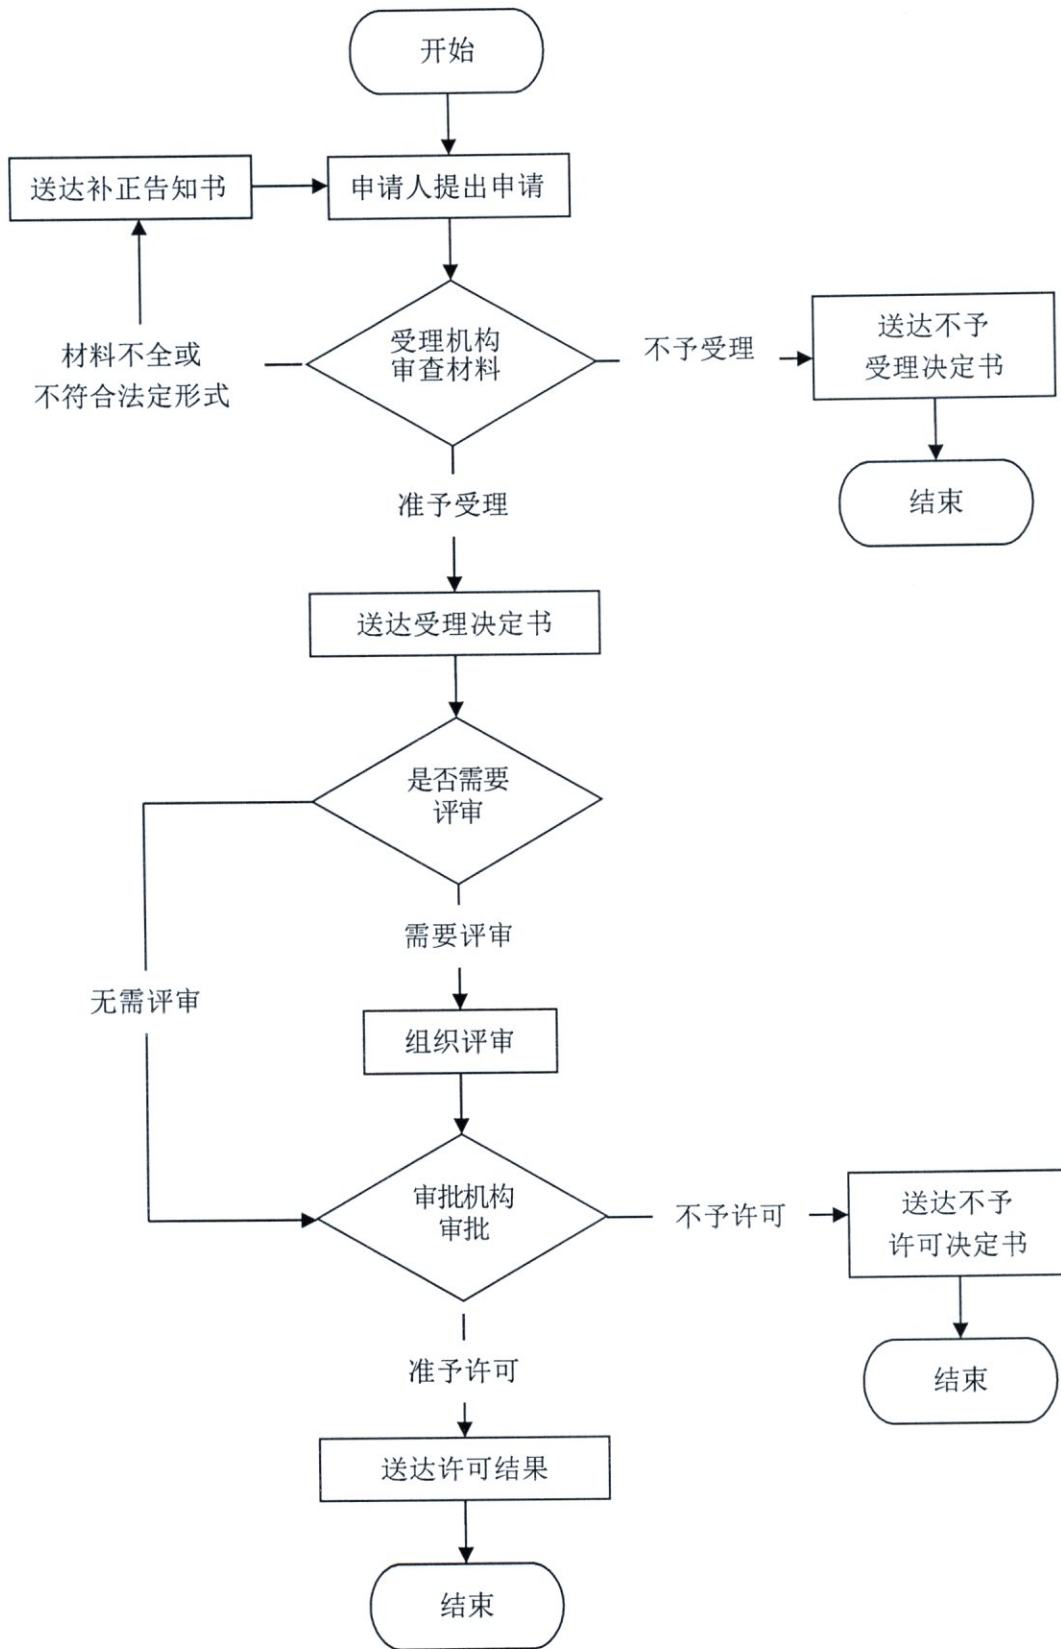 开始
送达补正告知书
申请人提出申请
受理机构
审查材料
材料不全或
不符合法定形式
不予受理
送达不予
受理决定书
结束
准予受理
送达受理决定书
是否需要
评审
需要评审
无需评审
组织评审
审批机构
审批
不予许可
送达不予
许可决定书
结束
准予许可
送达许可结果
结束